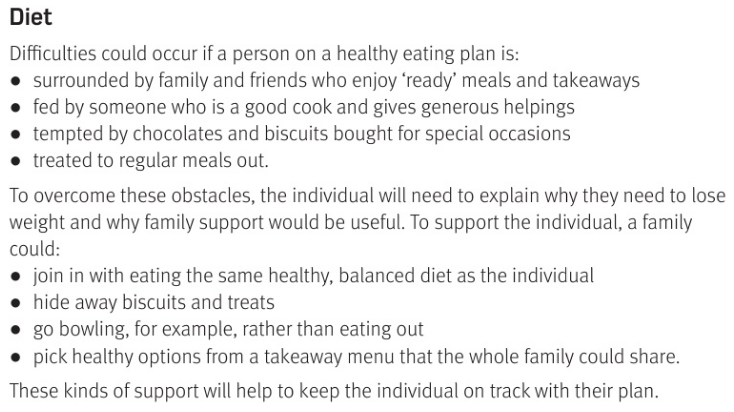 Diet
Difficulties could occur if a person on a healthy eating plan is:
● surrounded by family and friends who enjoy ‘ready’ meals and takeaways
● fed by someone who is a good cook and gives generous helpings
● tempted by chocolates and biscuits bought for special occasions
● treated to regular meals out.
To overcome these obstacles, the individual will need to explain why they need to lose
weight and why family support would be useful. To support the individual, a family
could:
● join in with eating the same healthy, balanced diet as the individual
● hide away biscuits and treats
● go bowling, for example, rather than eating out
● pick healthy options from a takeaway menu that the whole family could share.
These kinds of support will help to keep the individual on track with their plan.